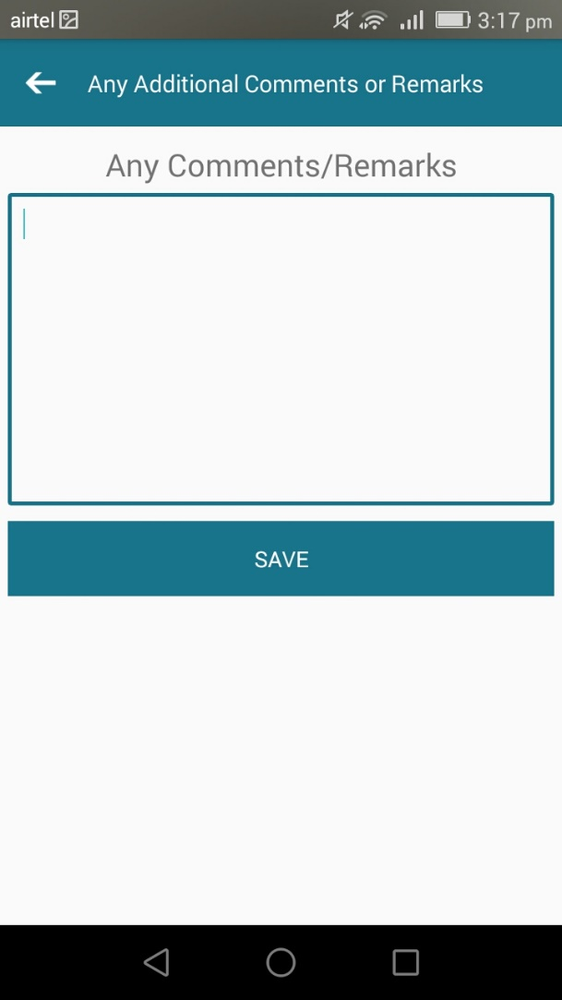 airtel 3:17 pm
Any Additional Comments or Remarks
Any Comments/Remarks
SAVE